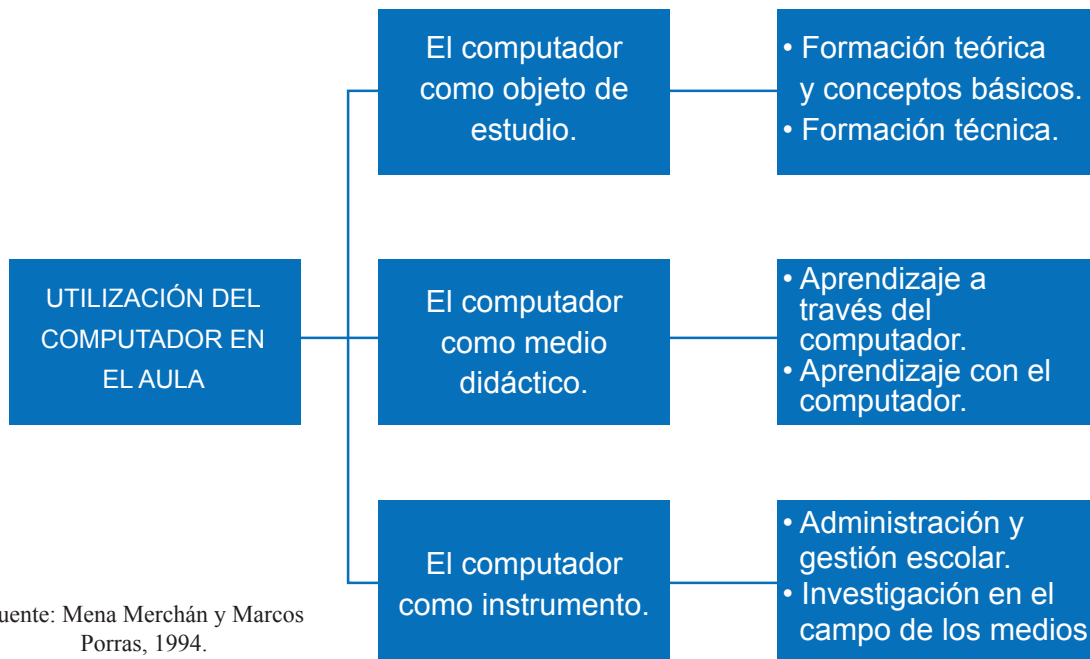 El computador
como objeto de
estudio.
• Formación teórica
y conceptos básicos.
• Formación técnica.
UTILIZACIÓN DEL
COMPUTADOR EN
EL AULA
El computador
como medio
didáctico.
• Aprendizaje a
través del
computador.
• Aprendizaje con el
computador.
El computador
como instrumento.
• Administración y
gestión escolar.
• Investigación en el
campo de los medios
uente: Mena Merchán y Marcos
Porras, 1994.